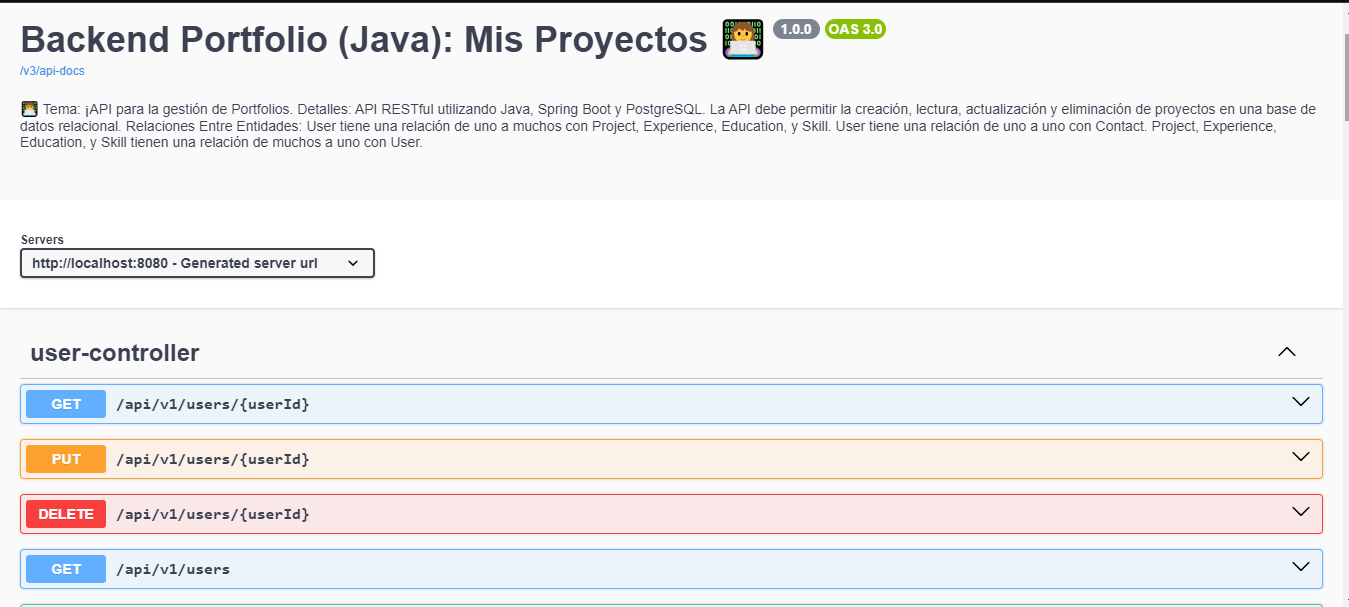 Backend Portfolio (Java): Mis Proyectos 1.0.0 OAS 3.0
/v3/api-docs
Tema: ¡API para la gestión de Portfolios. Detalles: API RESTful utilizando Java, Spring Boot y PostgreSQL. La API debe permitir la creación, lectura, actualización y eliminación de proyectos en una base de
datos relacional. Relaciones Entre Entidades: User tiene una relación de uno a muchos con Project, Experience, Education, y Skill. User tiene una relación de uno a uno con Contact. Project, Experience,
Education, y Skill tienen una relación de muchos a uno con User.
Servers
http://localhost:8080 - Generated server url
user-controller
GET /api/v1/users/{userId}
PUT /api/v1/users/{userId}
DELETE /api/v1/users/{userId}
GET /api/v1/users